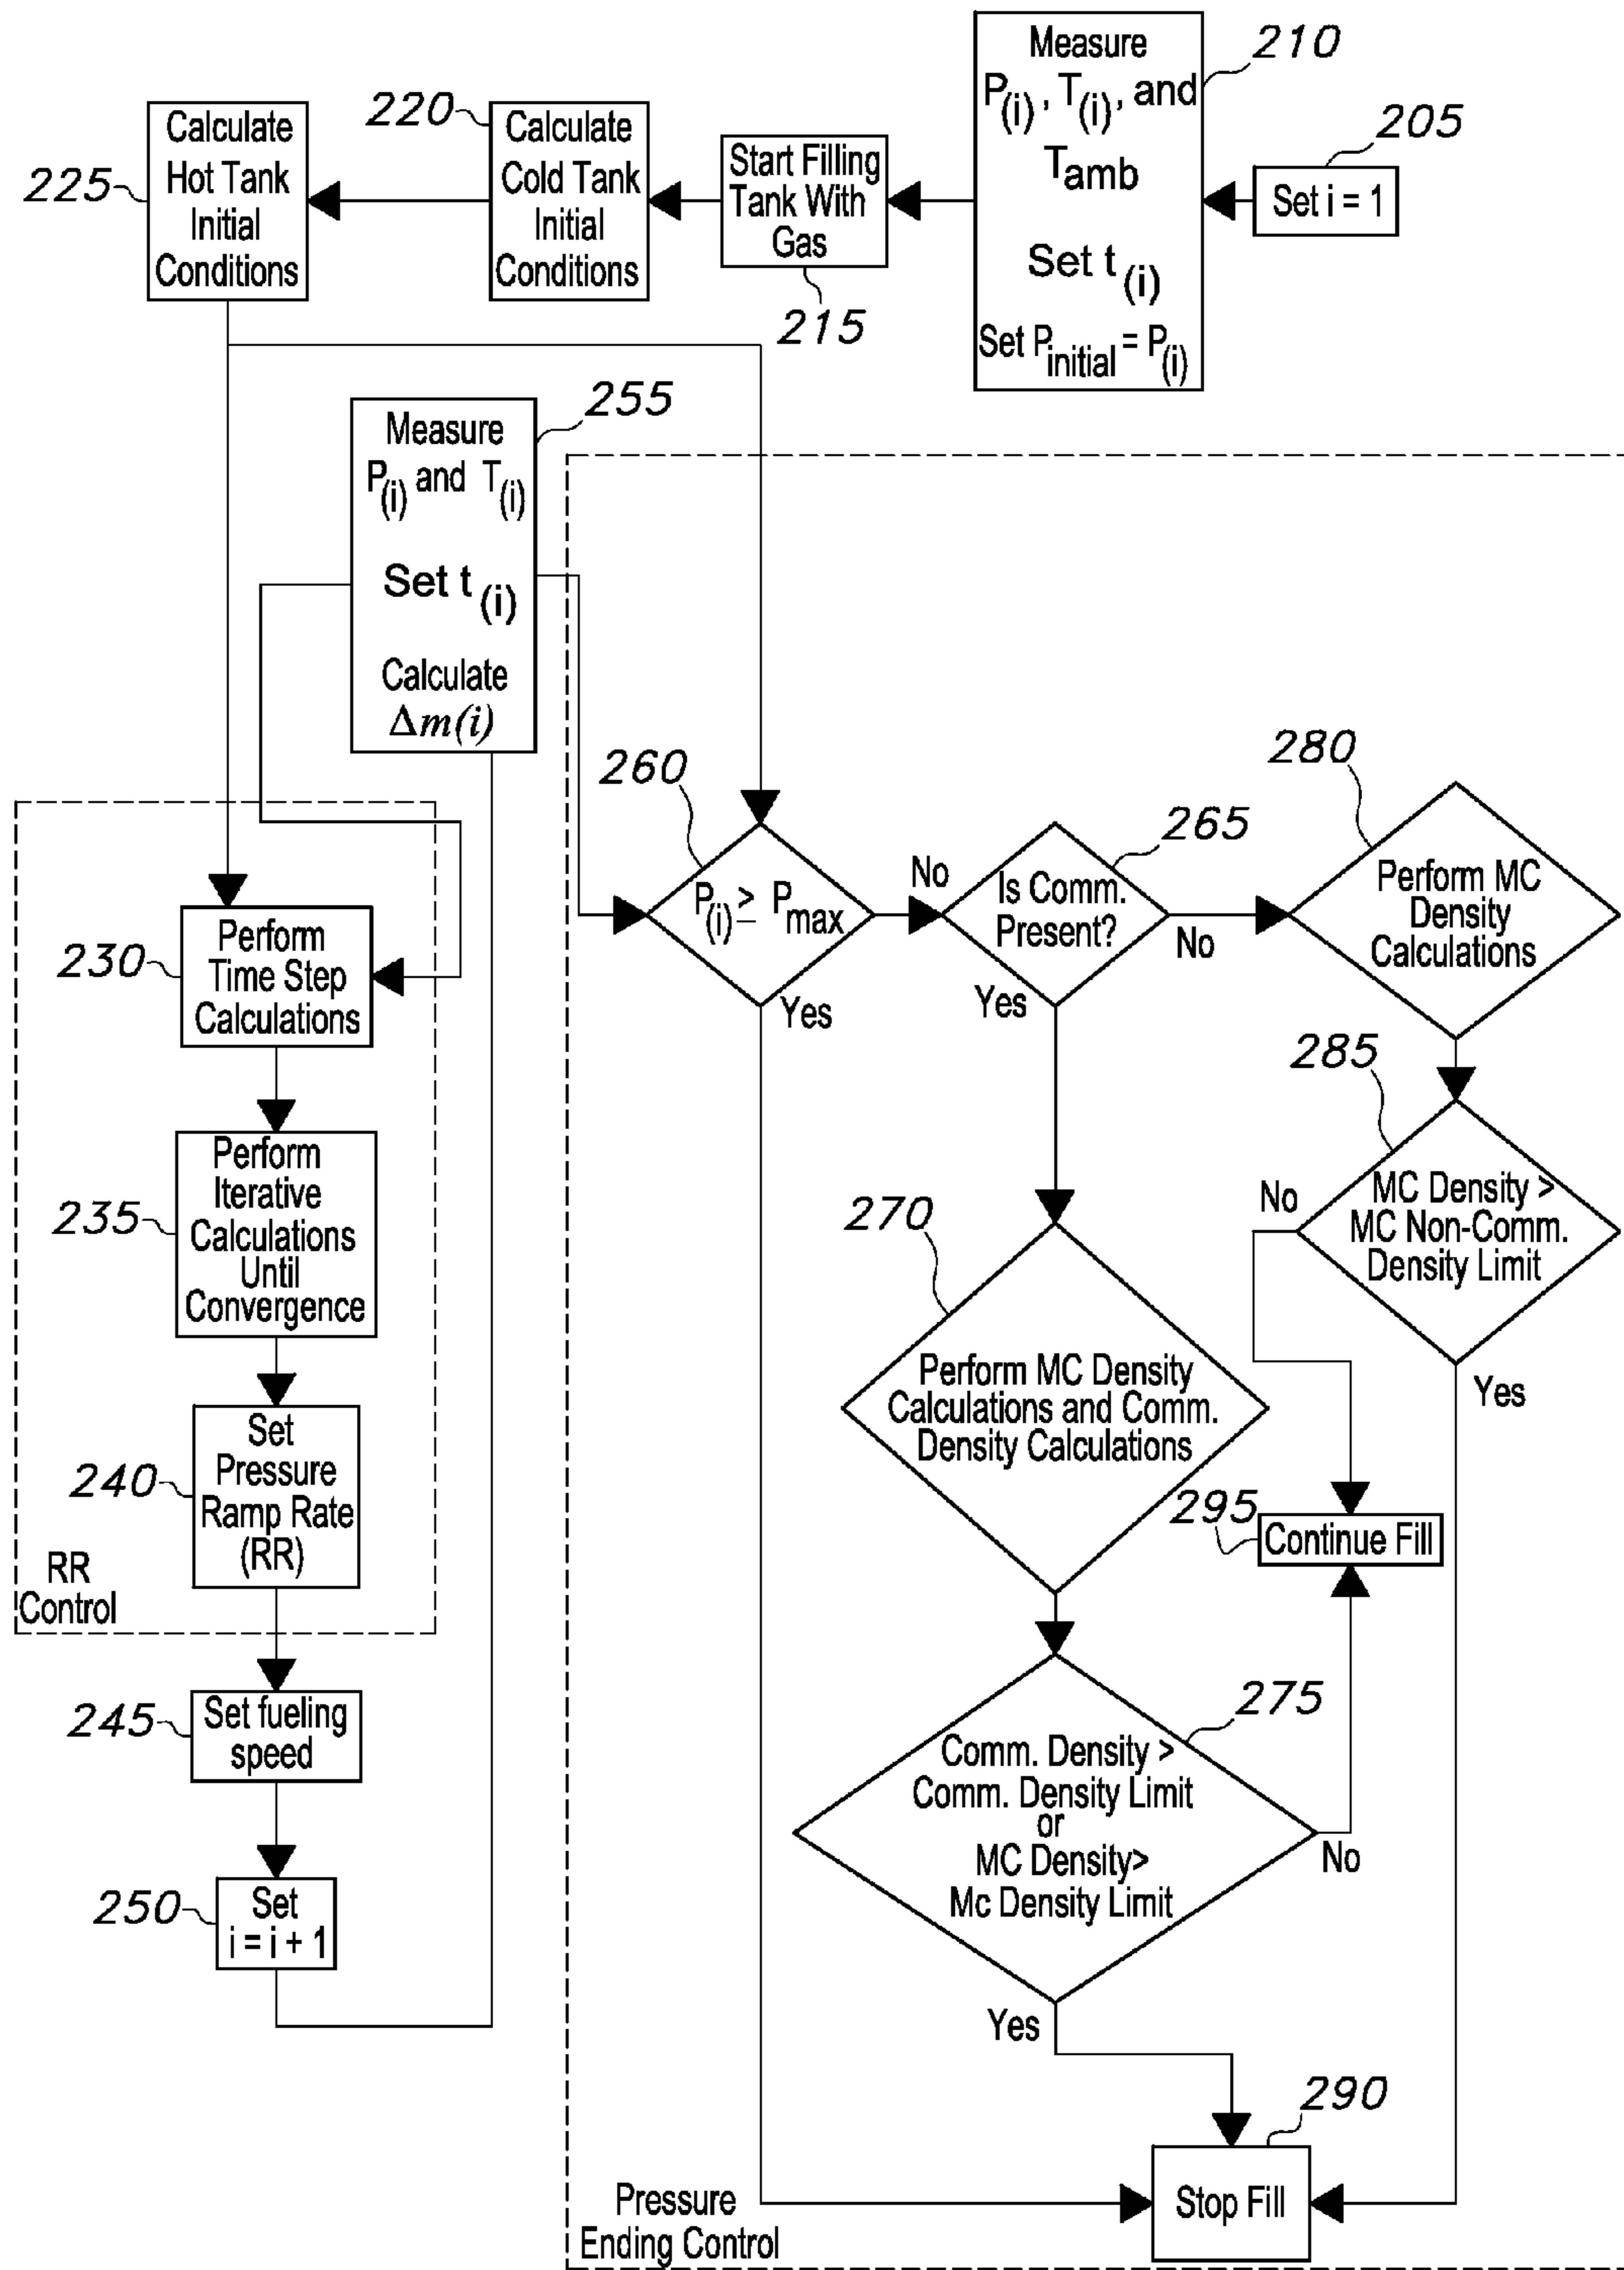 210
Measure
P(i), T(i), and
Tamb
Set t(i)
Set Pinitial = P(i)
205
Set i = 1
Start Filling
Tank With
Gas
215
220
Calculate
Cold Tank
Initial
Conditions
225
Calculate
Hot Tank
Initial
Conditions
255
Measure
P(i) and T(i)
Set t(i)
Calculate
Δm(i)
230
Perform
Time Step
Calculations
235
Perform
Iterative
Calculations
Until
Convergence
240
Set
Pressure
Ramp Rate
(RR)
RR
Control
245
Set fueling
speed
250
Set
i = i + 1
260
P(i) ≥ Pmax
No
Yes
265
Is Comm.
Present?
No
Yes
280
Perform MC
Density
Calculations
285
MC Density >
MC Non-Comm.
Density Limit
No
Yes
270
Perform MC Density
Calculations and Comm.
Density Calculations
295
Continue Fill
275
Comm. Density >
Comm. Density Limit
or
MC Density>
Mc Density Limit
No
Yes
290
Stop Fill
Pressure
Ending Control